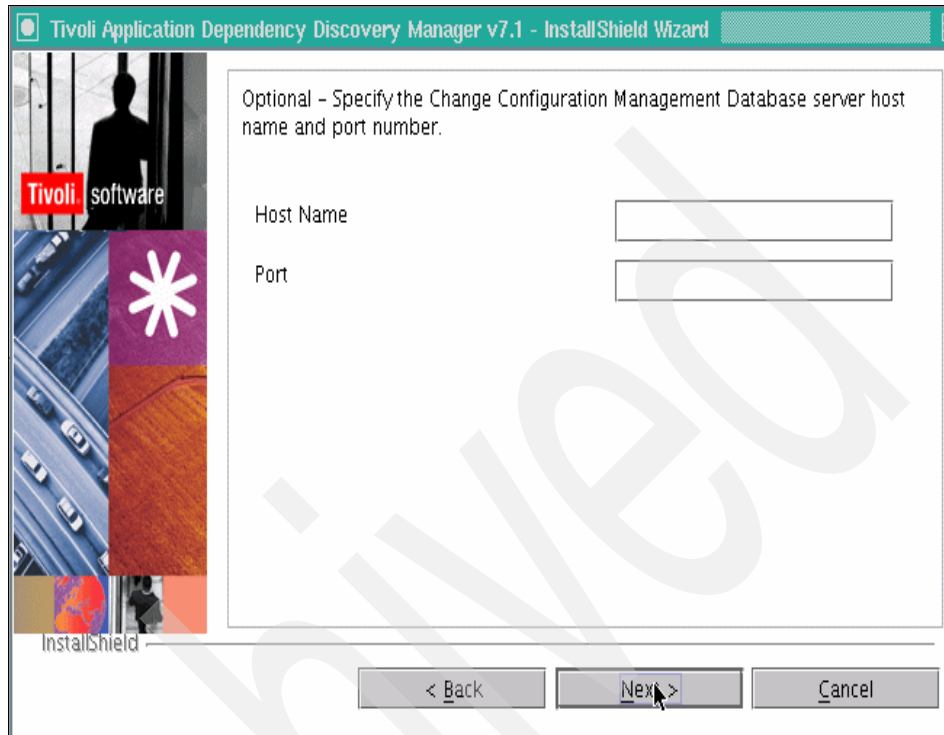 Tivoli Application Dependency Discovery Manager v7.1 - InstallShield Wizard
Optional - Specify the Change Configuration Management Database server host
name and port number.
Tivoli. software
Host Name
Port
InstallShield
< Back
Next >
Cancel
hived